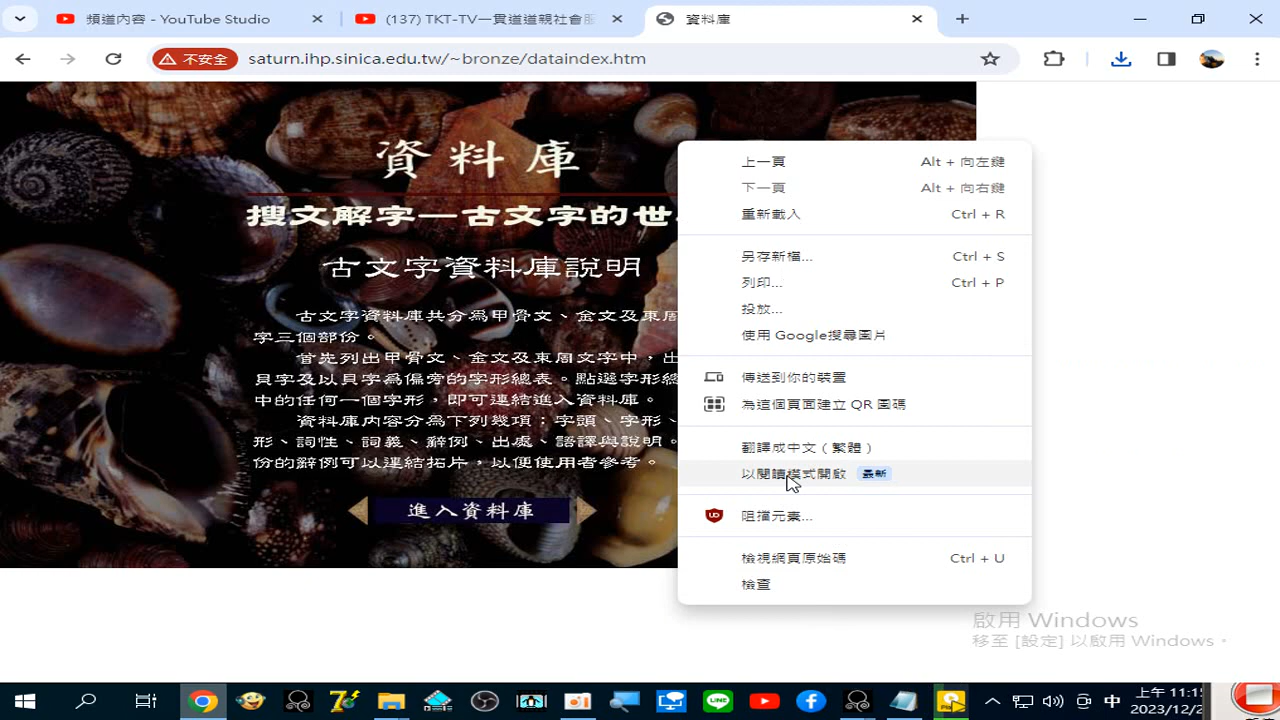 頻道內容 - YouTube Studio
(137) TKT-TV一貫道道親社會服
資料庫
不安全
saturn.ihp.sinica.edu.tw/~bronze/dataindex.htm
資料庫
搜文解字—古文字的世
古文字資料庫說明
古文字資料庫共分為甲骨文、金文及東周
字三個部份。
首先列出甲骨文、金文及東周文字中，出
貝字及以貝字為偏旁的字形總表。點選字形總
中的任何一個字形，即可連結進入資料庫。
資料庫內容分為下列幾項：字頭、字形、
形、詞性、詞義、辭例、出處、語譯與說明。
份的辭例可以連結拓片，以便使用者參考。
進入資料庫
上一頁 Alt + 向左鍵
下一頁 Alt + 向右鍵
重新載入 Ctrl + R
另存新檔... Ctrl + S
列印... Ctrl + P
投放...
使用 Google搜尋圖片
傳送到你的裝置
為這個頁面建立 QR 圖碼
翻譯成中文（繁體）
以閱讀模式開啟 最新
阻擋元素...
檢視網頁原始碼 Ctrl + U
檢查
啟用 Windows
移至 [設定] 以啟用 Windows。
中
上午 11:15
2023/12/2